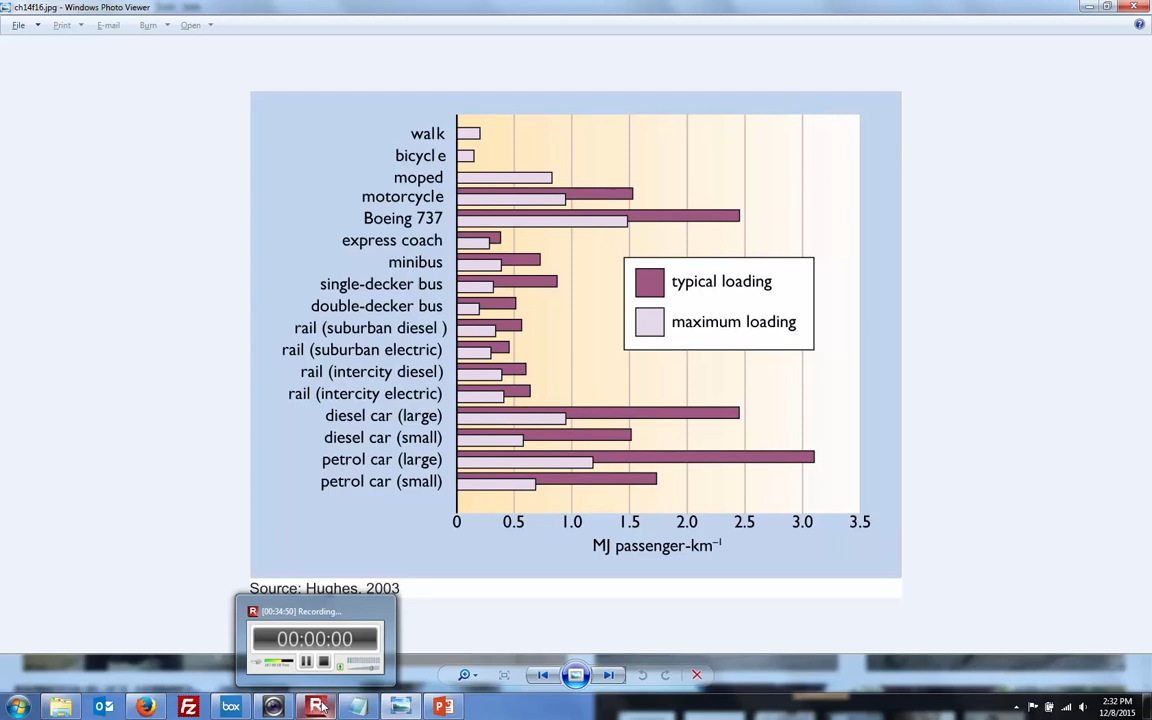 ch14f16.jpg - Windows Photo Viewer
File Print E-mail Burn Open
walk
bicycle
moped
motorcycle
Boeing 737
express coach
minibus
single-decker bus
double-decker bus
rail (suburban diesel )
rail (suburban electric)
rail (intercity diesel)
rail (intercity electric)
diesel car (large)
diesel car (small)
petrol car (large)
petrol car (small)
typical loading
maximum loading
0 0.5 1.0 1.5 2.0 2.5 3.0 3.5
MJ passenger-km⁻¹
Source: Hughes, 2003
R [00:34:50] Recording...
00:00:00
box
2:32 PM
12/8/2015